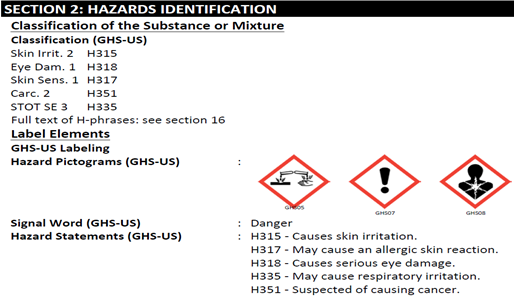 SECTION 2: HAZARDS IDENTIFICATION
Classification of the Substance or Mixture
Classification (GHS-US)
Skin Irrit. 2 H315
Eye Dam. 1 H318
Skin Sens. 1 H317
Carc. 2 H351
STOT SE 3 H335
Full text of H-phrases: see section 16
Label Elements
GHS-US Labeling
Hazard Pictograms (GHS-US) :
GHS05 GHS07 GHS08
Signal Word (GHS-US) : Danger
Hazard Statements (GHS-US) : H315 - Causes skin irritation.
H317 - May cause an allergic skin reaction.
H318 - Causes serious eye damage.
H335 - May cause respiratory irritation.
H351 - Suspected of causing cancer.